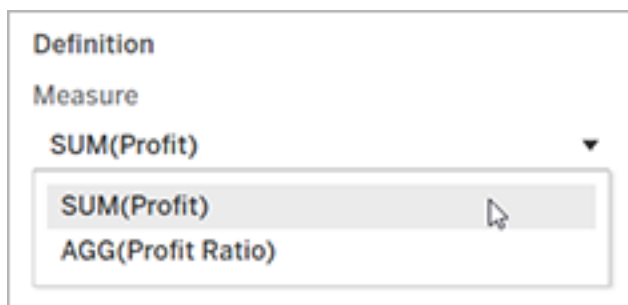 Definition
Measure
SUM(Profit)
SUM(Profit)
AGG(Profit Ratio)